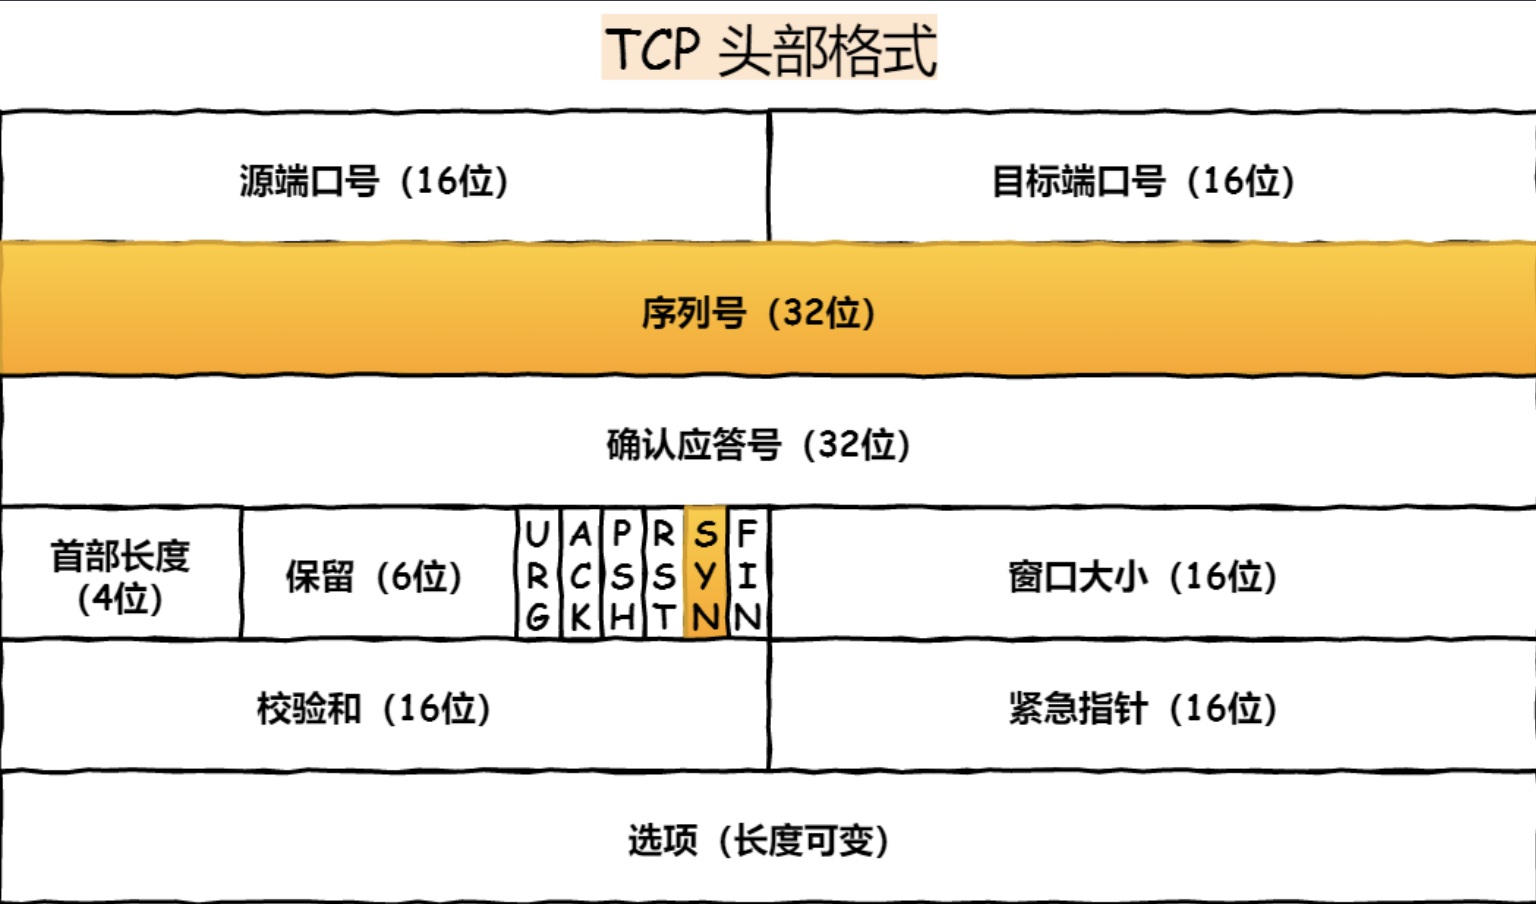 TCP 头部格式
源端口号（16位） 目标端口号（16位）
序列号（32位）
确认应答号（32位）
首部长度
（4位）
保留（6位）
URG
ACK
PSH
RST
SYN
FIN
窗口大小（16位）
校验和（16位） 紧急指针（16位）
选项（长度可变）